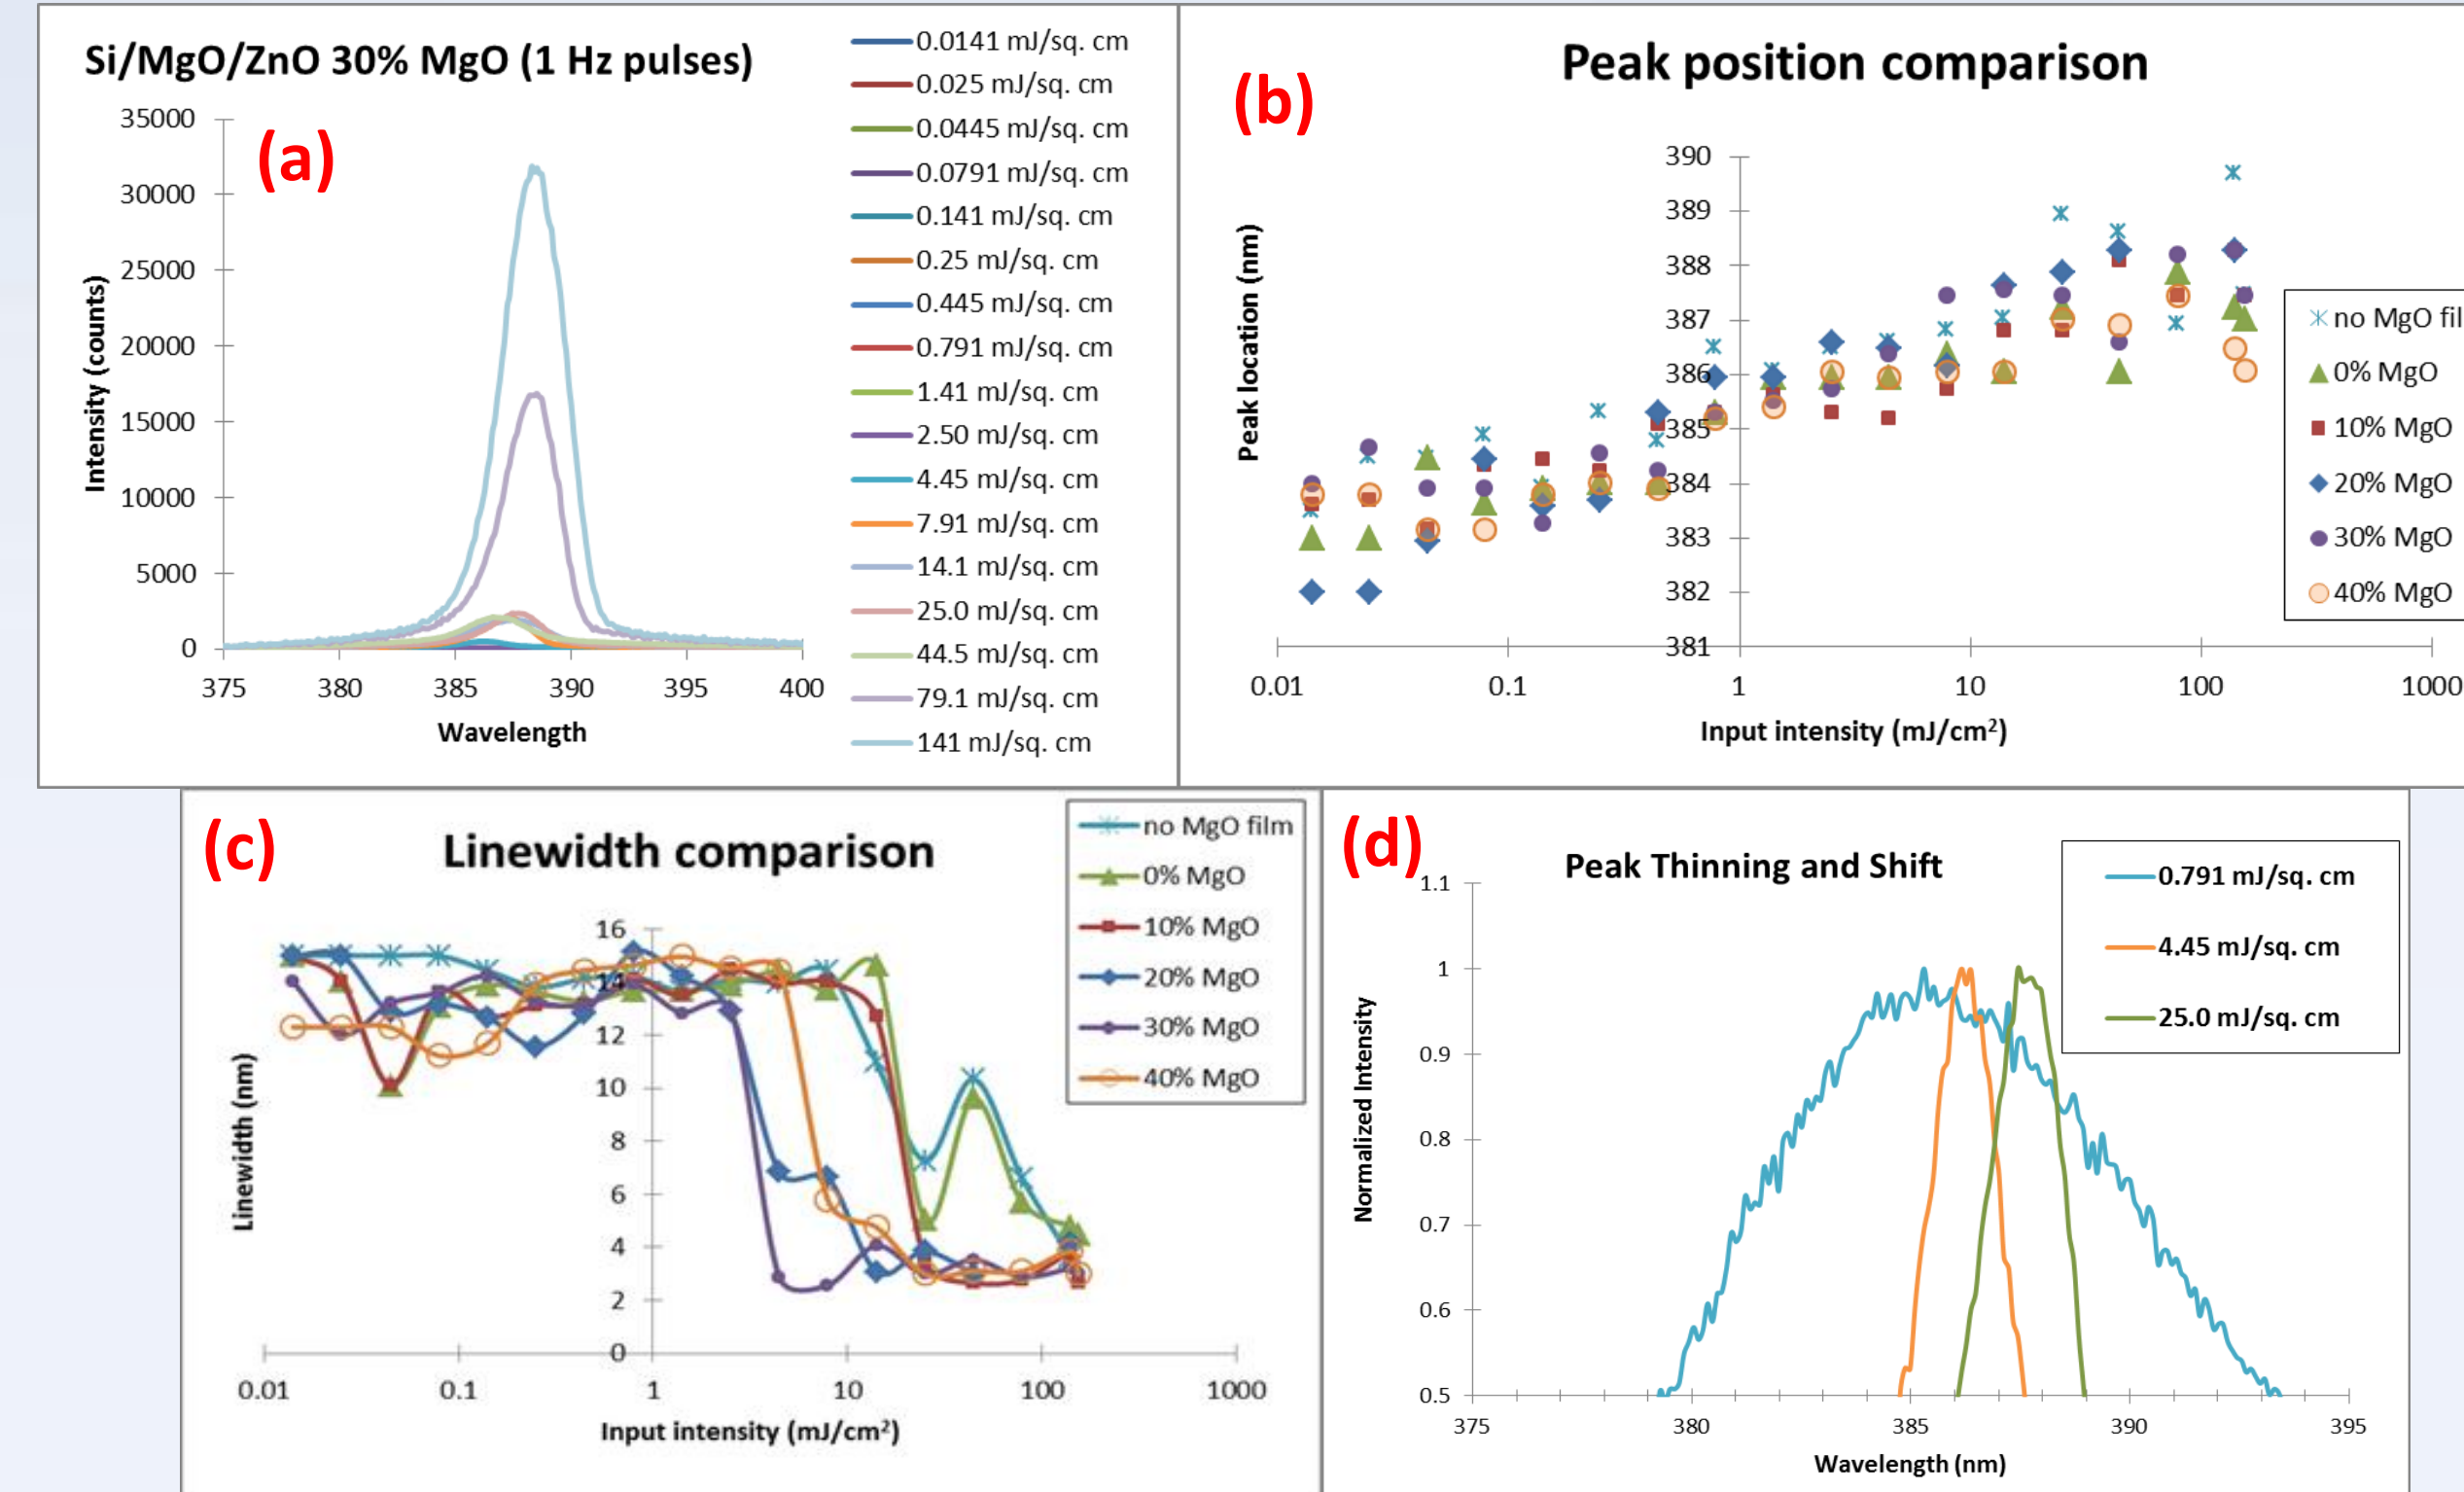 Si/MgO/ZnO 30% MgO (1 Hz pulses)
(a)
35000
30000
25000
20000
15000
10000
5000
0
Intensity (counts)
375 380 385 390 395 400
Wavelength
0.0141 mJ/sq. cm
0.025 mJ/sq. cm
0.0445 mJ/sq. cm
0.0791 mJ/sq. cm
0.141 mJ/sq. cm
0.25 mJ/sq. cm
0.445 mJ/sq. cm
0.791 mJ/sq. cm
1.41 mJ/sq. cm
2.50 mJ/sq. cm
4.45 mJ/sq. cm
7.91 mJ/sq. cm
14.1 mJ/sq. cm
25.0 mJ/sq. cm
44.5 mJ/sq. cm
79.1 mJ/sq. cm
141 mJ/sq. cm
(b)
Peak position comparison
390
389
388
387
386
385
384
383
382
381
Peak location (nm)
0.01 0.1 1 10 100 1000
Input intensity (mJ/cm²)
no MgO fil
0% MgO
10% MgO
20% MgO
30% MgO
40% MgO
(c)
Linewidth comparison
16
14
12
10
8
6
4
2
0
Linewidth (nm)
0.01 0.1 1 10 100 1000
Input intensity (mJ/cm²)
no MgO film
0% MgO
10% MgO
20% MgO
30% MgO
40% MgO
(d)
Peak Thinning and Shift
1.1
1
0.9
0.8
0.7
0.6
0.5
Normalized Intensity
375 380 385 390 395
Wavelength (nm)
0.791 mJ/sq. cm
4.45 mJ/sq. cm
25.0 mJ/sq. cm